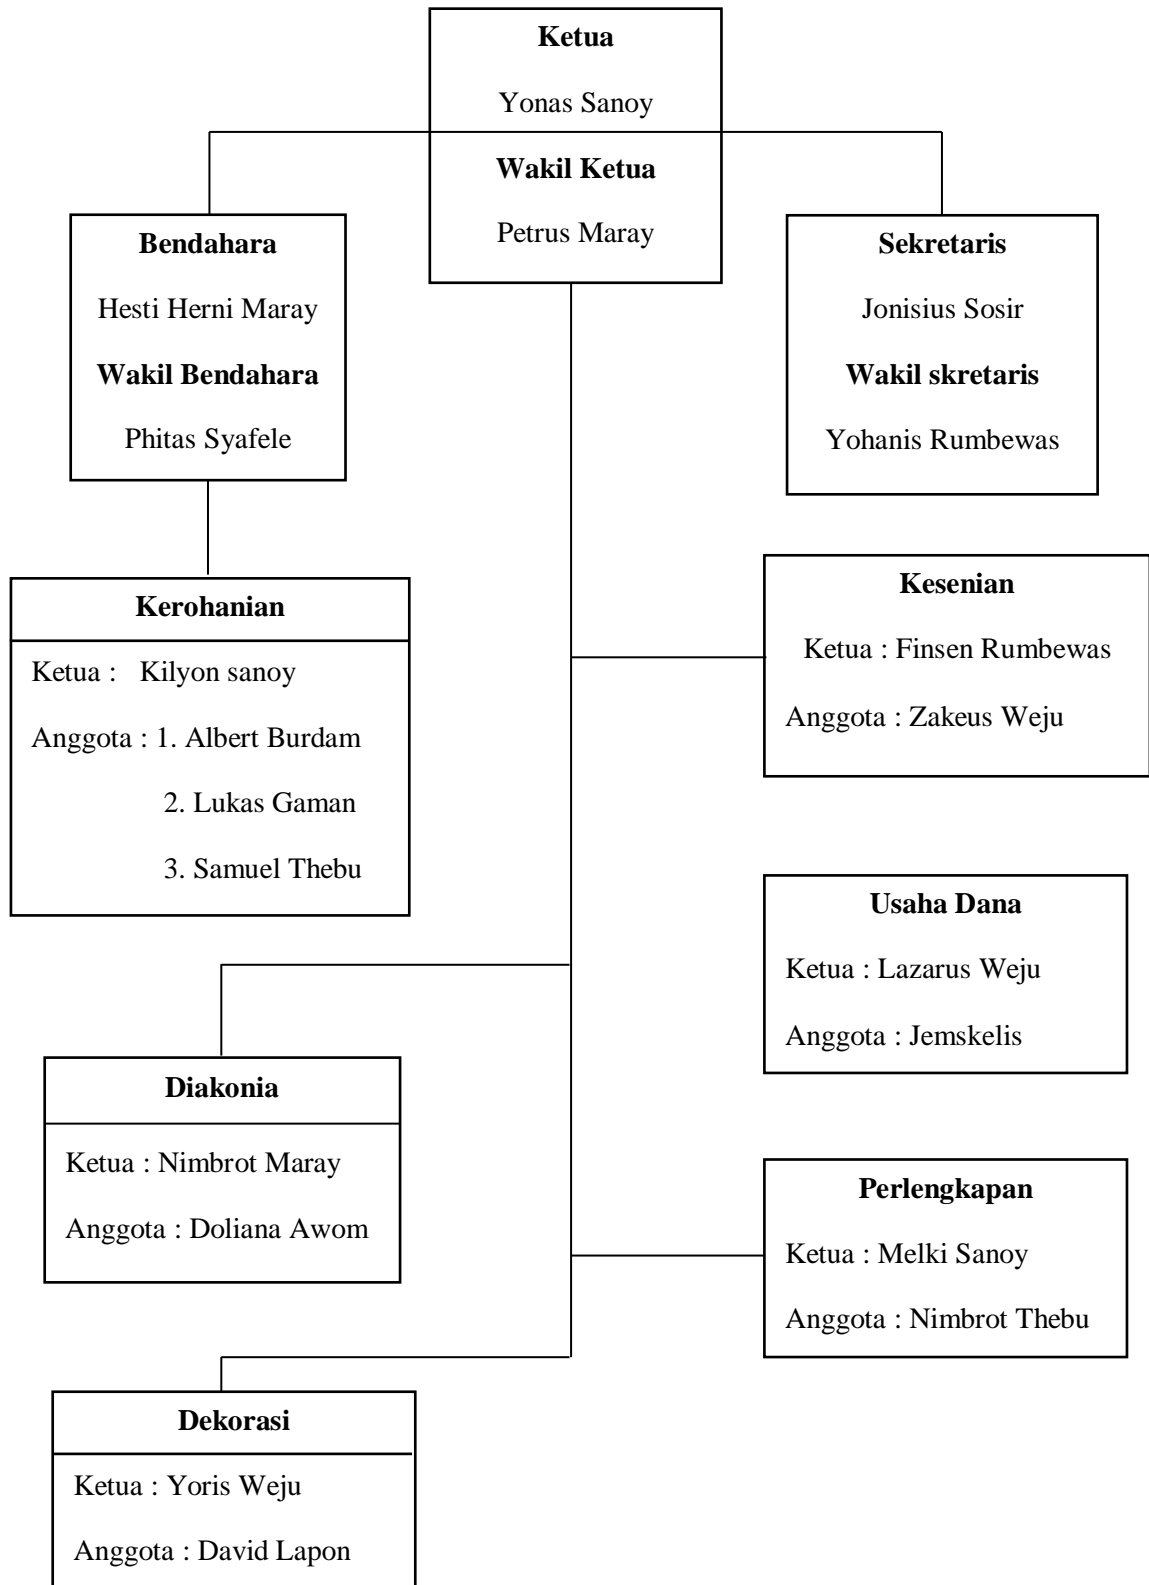 Ketua
Yonas Sanoy
Wakil Ketua
Petrus Maray
Bendahara
Hesti Herni Maray
Wakil Bendahara
Phitas Syafele
Sekretaris
Jonisius Sosir
Wakil skretaris
Yohanis Rumbewas
Kerohanian
Ketua : Kilyon sanoy
Anggota : 1. Albert Burdam
2. Lukas Gaman
3. Samuel Thebu
Kesenian
Ketua : Finsen Rumbewas
Anggota : Zakeus Weju
Usaha Dana
Ketua : Lazarus Weju
Anggota : Jemskelis
Diakonia
Ketua : Nimbrot Maray
Anggota : Doliana Awom
Perlengkapan
Ketua : Melki Sanoy
Anggota : Nimbrot Thebu
Dekorasi
Ketua : Yoris Weju
Anggota : David Lapon